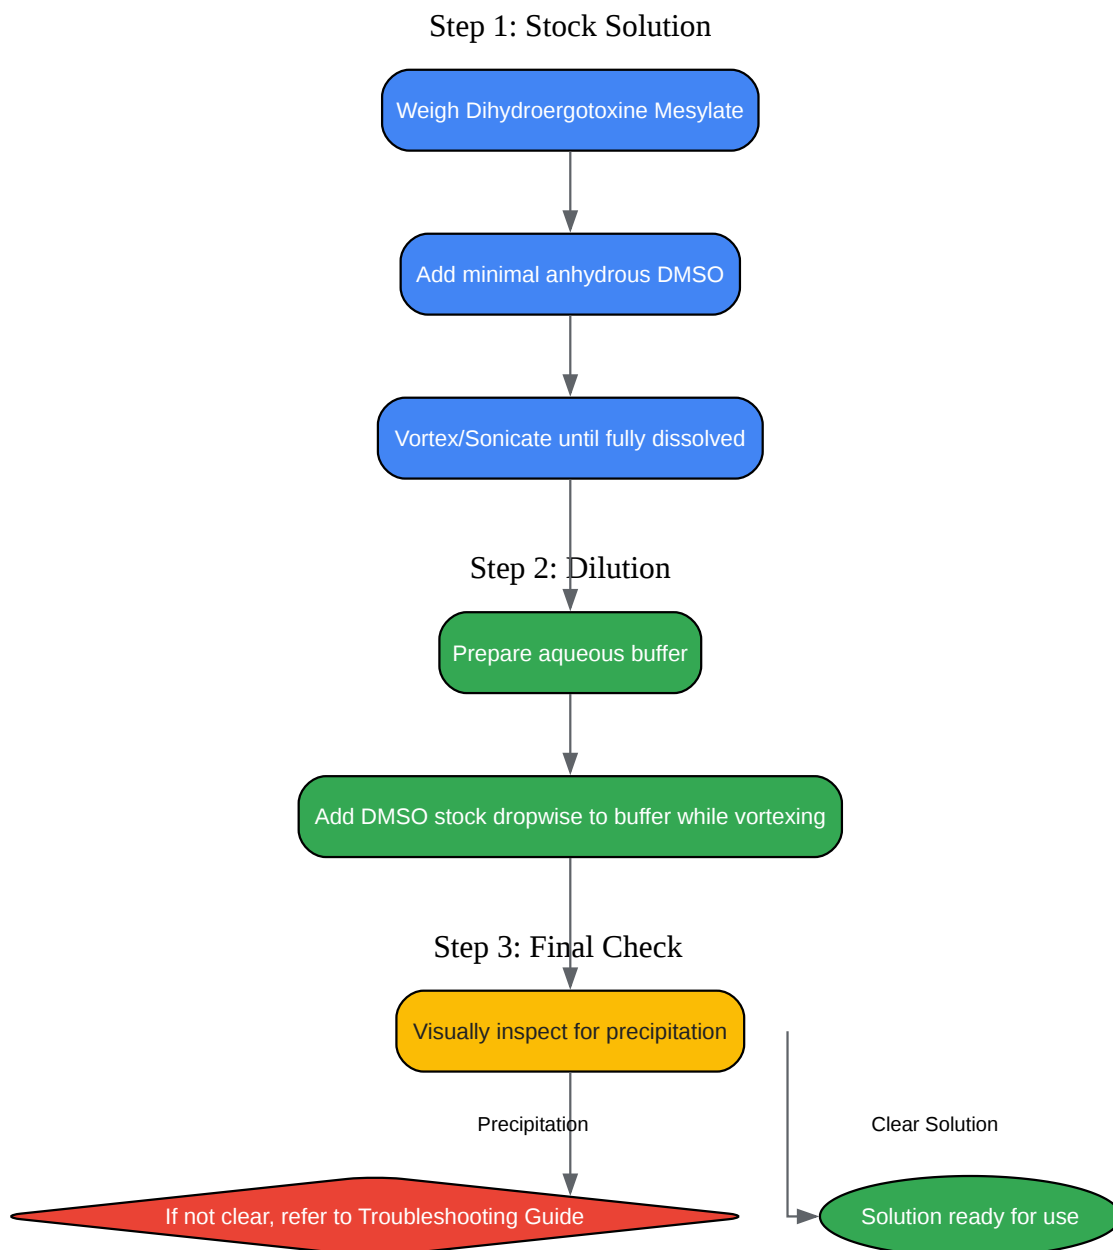 Step 1: Stock Solution
Weigh Dihydroergotoxine Mesylate
Add minimal anhydrous DMSO
Vortex/Sonicate until fully dissolved
Step 2: Dilution
Prepare aqueous buffer
Add DMSO stock dropwise to buffer while vortexing
Step 3: Final Check
Visually inspect for precipitation
Precipitation
Clear Solution
If not clear, refer to Troubleshooting Guide
Solution ready for use